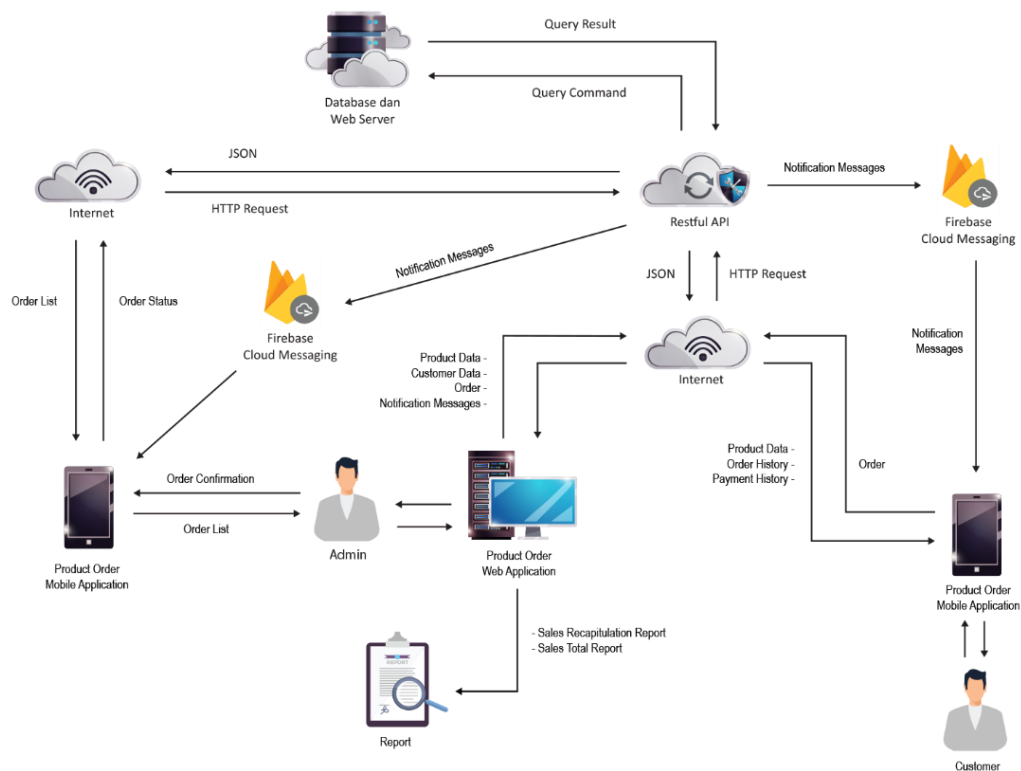 Query Result
Query Command
Database dan
Web Server
JSON
HTTP Request
Internet
Notification Messages
Restful API
Firebase
Cloud Messaging
Order List
Order Status
Notification Messages
Firebase
Cloud Messaging
JSON
HTTP Request
Internet
Notification
Messages
Product Data -
Customer Data -
Order -
Notification Messages -
Product Data -
Order History -
Payment History -
Order
Order Confirmation
Order List
Product Order
Mobile Application
Admin
Product Order
Web Application
Product Order
Mobile Application
- Sales Recapitulation Report
- Sales Total Report
REPORT
Report
Customer